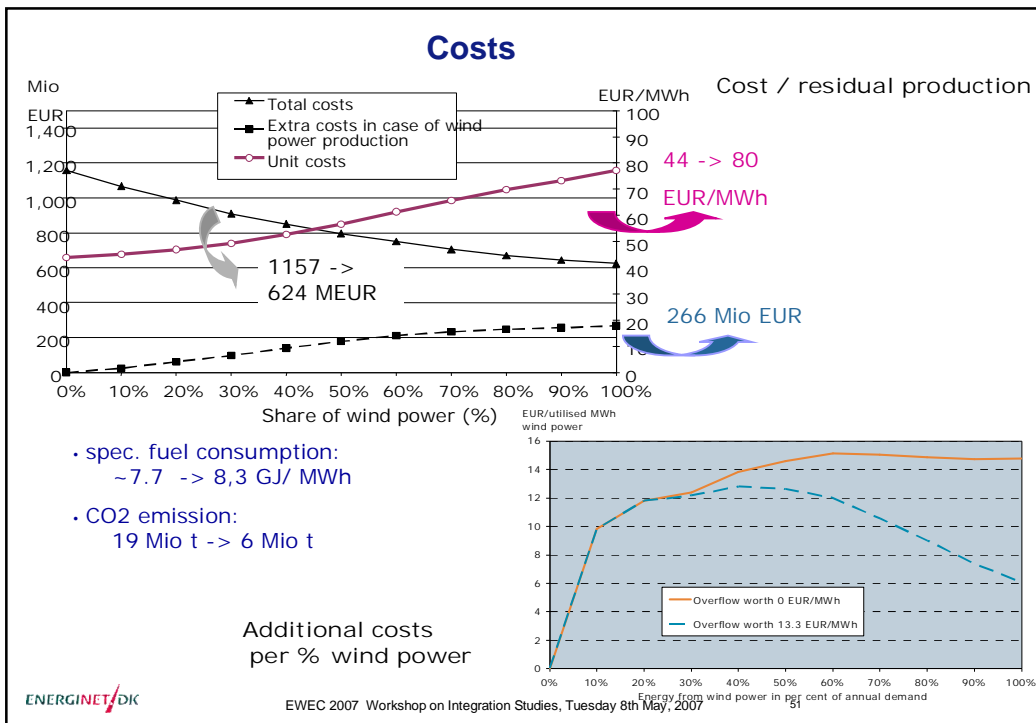 Costs
Mio
EUR
EUR/MWh
Cost / residual production
Total costs
Extra costs in case of wind
power production
Unit costs
1,400
1,200
1,000
800
600
400
200
0
100
90
80
70
60
50
40
30
20
10
0
44 -> 80
EUR/MWh
1157 ->
624 MEUR
266 Mio EUR
0% 10% 20% 30% 40% 50% 60% 70% 80% 90% 100%
Share of wind power (%)
• spec. fuel consumption:
~7.7 -> 8,3 GJ/ MWh
• CO2 emission:
19 Mio t -> 6 Mio t
Additional costs
per % wind power
EUR/utilised MWh
wind power
16
14
12
10
8
6
4
2
0
Overflow worth 0 EUR/MWh
Overflow worth 13.3 EUR/MWh
0% 10% 20% 30% 40% 50% 60% 70% 80% 90% 100%
Energy from wind power in per cent of annual demand
ENERGINET/DK
EWEC 2007 Workshop on Integration Studies, Tuesday 8th May, 2007
51